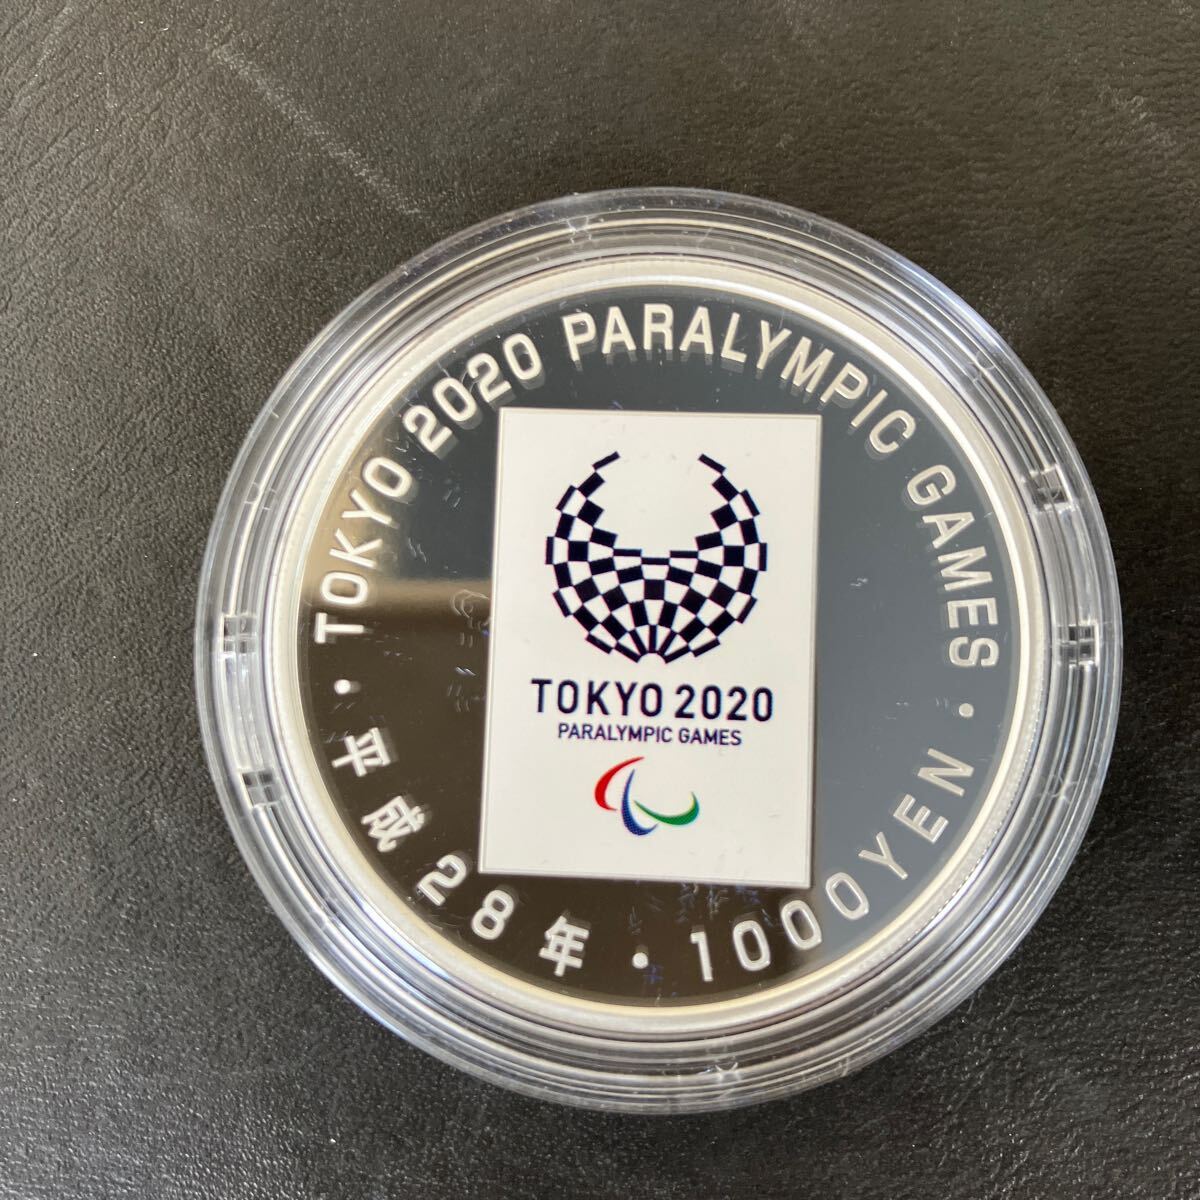 TOKYO 2020 PARALYMPIC GAMES
TOKYO 2020
PARALYMPIC GAMES
平成28年・1000YEN